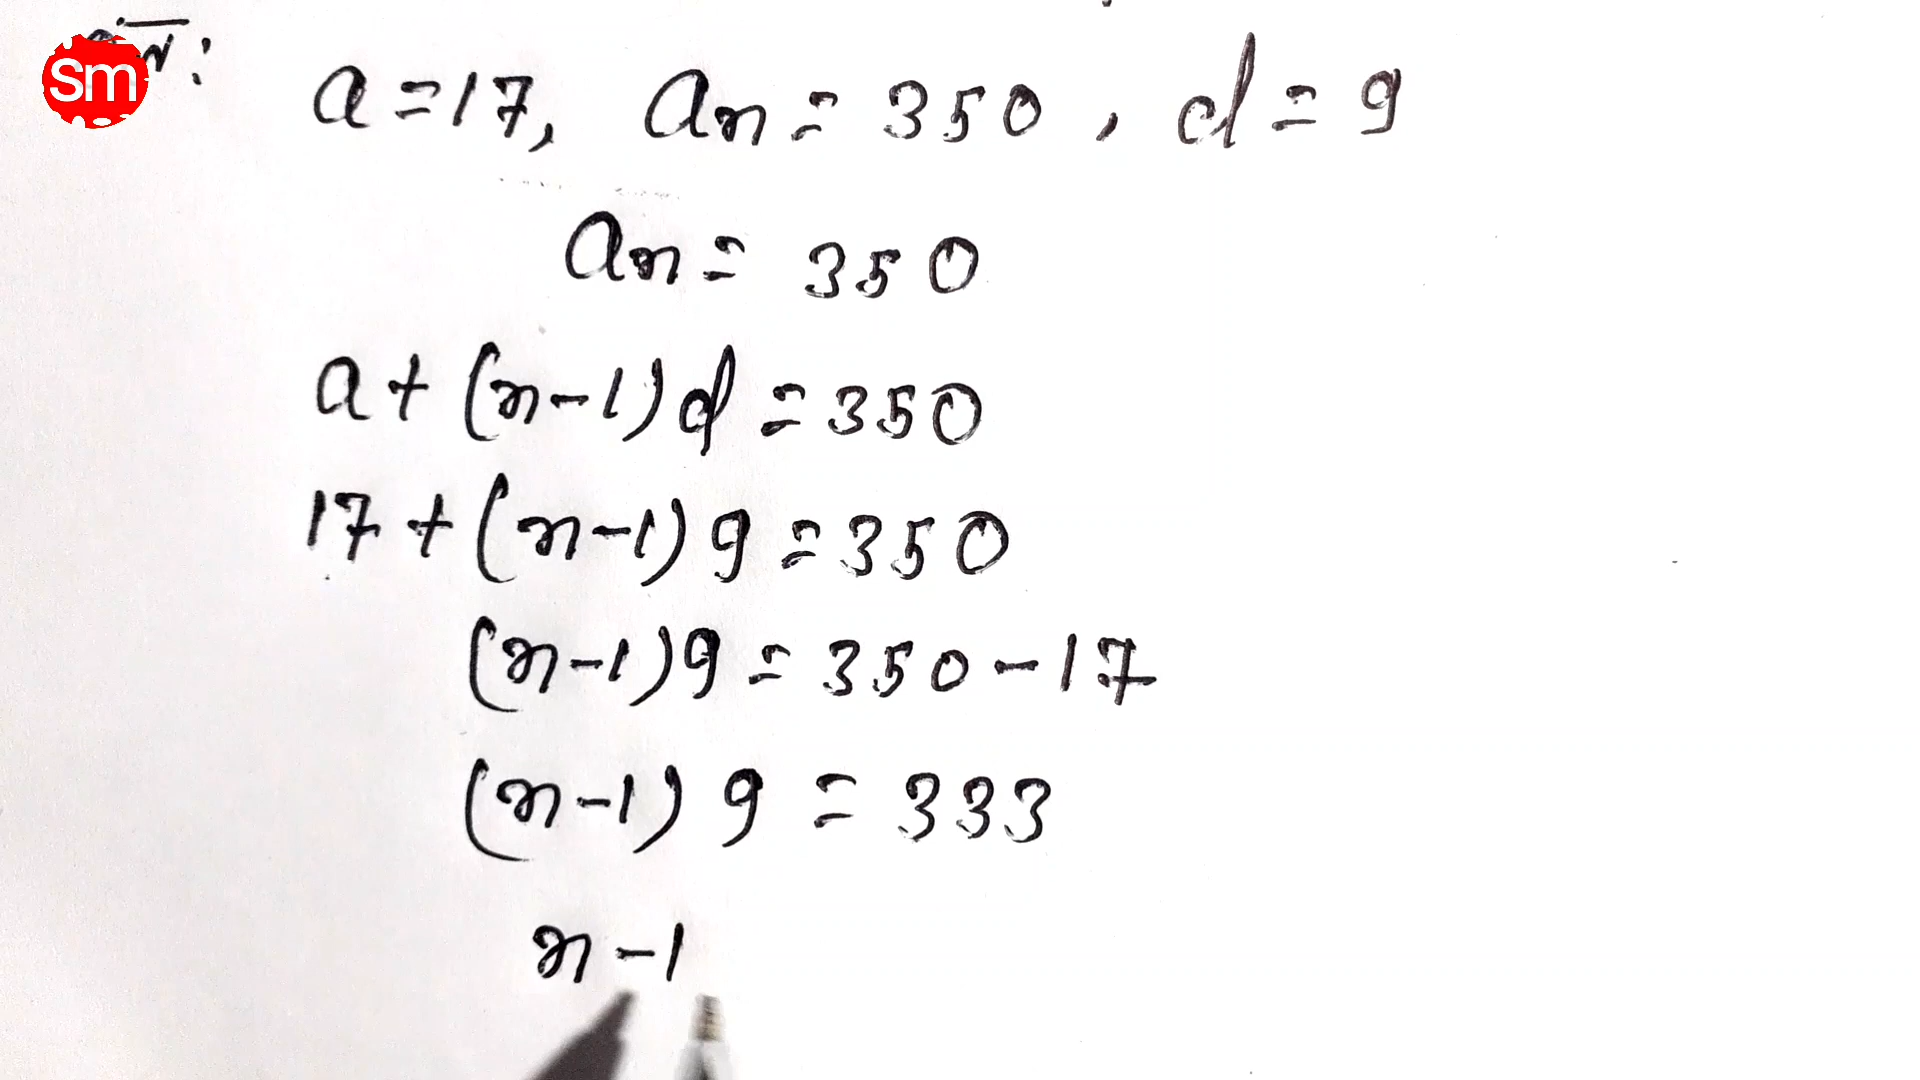 sm
a = 17, an = 350, d = 9
an = 350
a + (n-1)d = 350
17 + (n-1)9 = 350
(n-1)9 = 350-17
(n-1)9 = 333
n-1